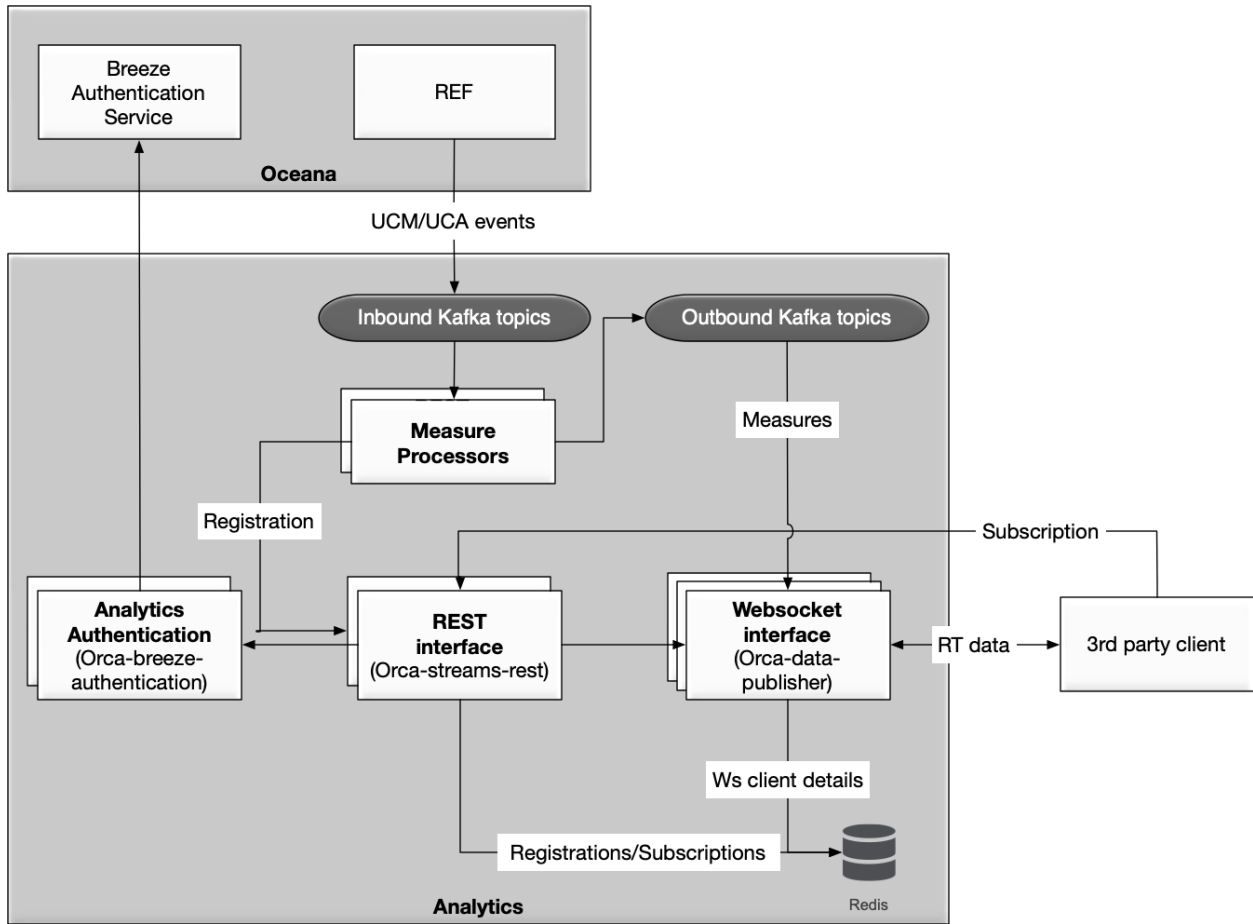 Breeze
Authentication
Service
REF
Oceana
UCM/UCA events
Inbound Kafka topics
Outbound Kafka topics
Measure
Processors
Measures
Registration
Subscription
Analytics
Authentication
(Orca-breeze-
authentication)
REST
interface
(Orca-streams-rest)
Websocket
interface
(Orca-data-
publisher)
RT data
3rd party client
Ws client details
Registrations/Subscriptions
Redis
Analytics